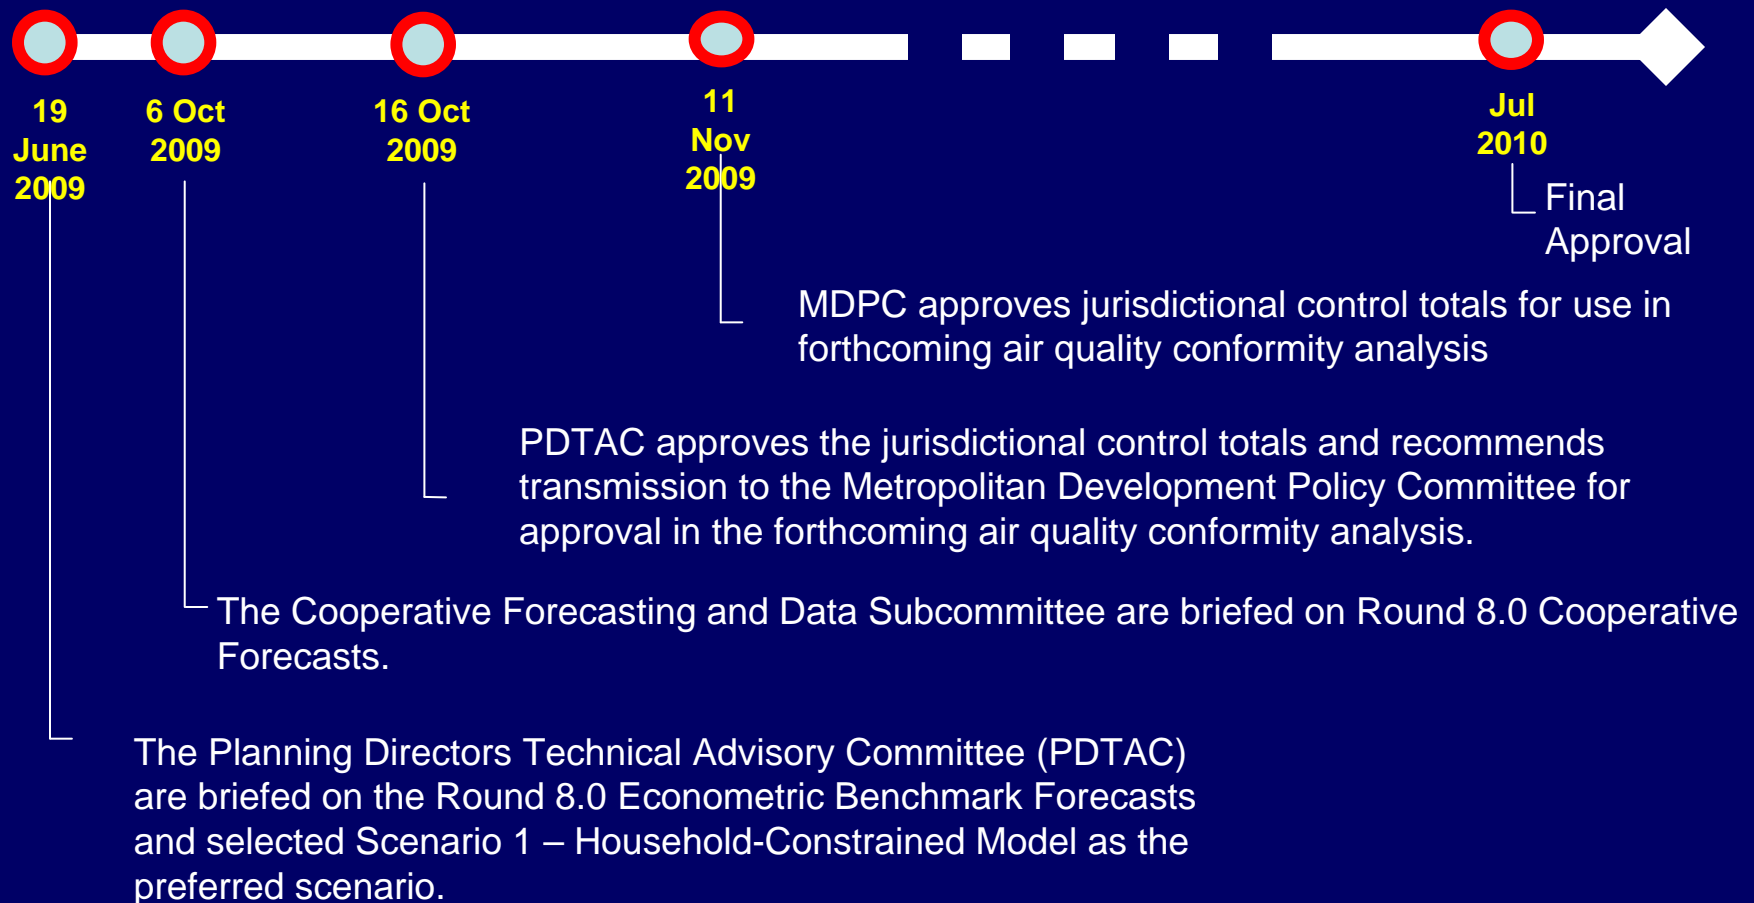 19
June
2009
6 Oct
2009
16 Oct
2009
11
Nov
2009
Jul
2010
Final
Approval
MDPC approves jurisdictional control totals for use in
forthcoming air quality conformity analysis
PDTAC approves the jurisdictional control totals and recommends
transmission to the Metropolitan Development Policy Committee for
approval in the forthcoming air quality conformity analysis.
The Cooperative Forecasting and Data Subcommittee are briefed on Round 8.0 Cooperative
Forecasts.
The Planning Directors Technical Advisory Committee (PDTAC)
are briefed on the Round 8.0 Econometric Benchmark Forecasts
and selected Scenario 1 – Household-Constrained Model as the
preferred scenario.